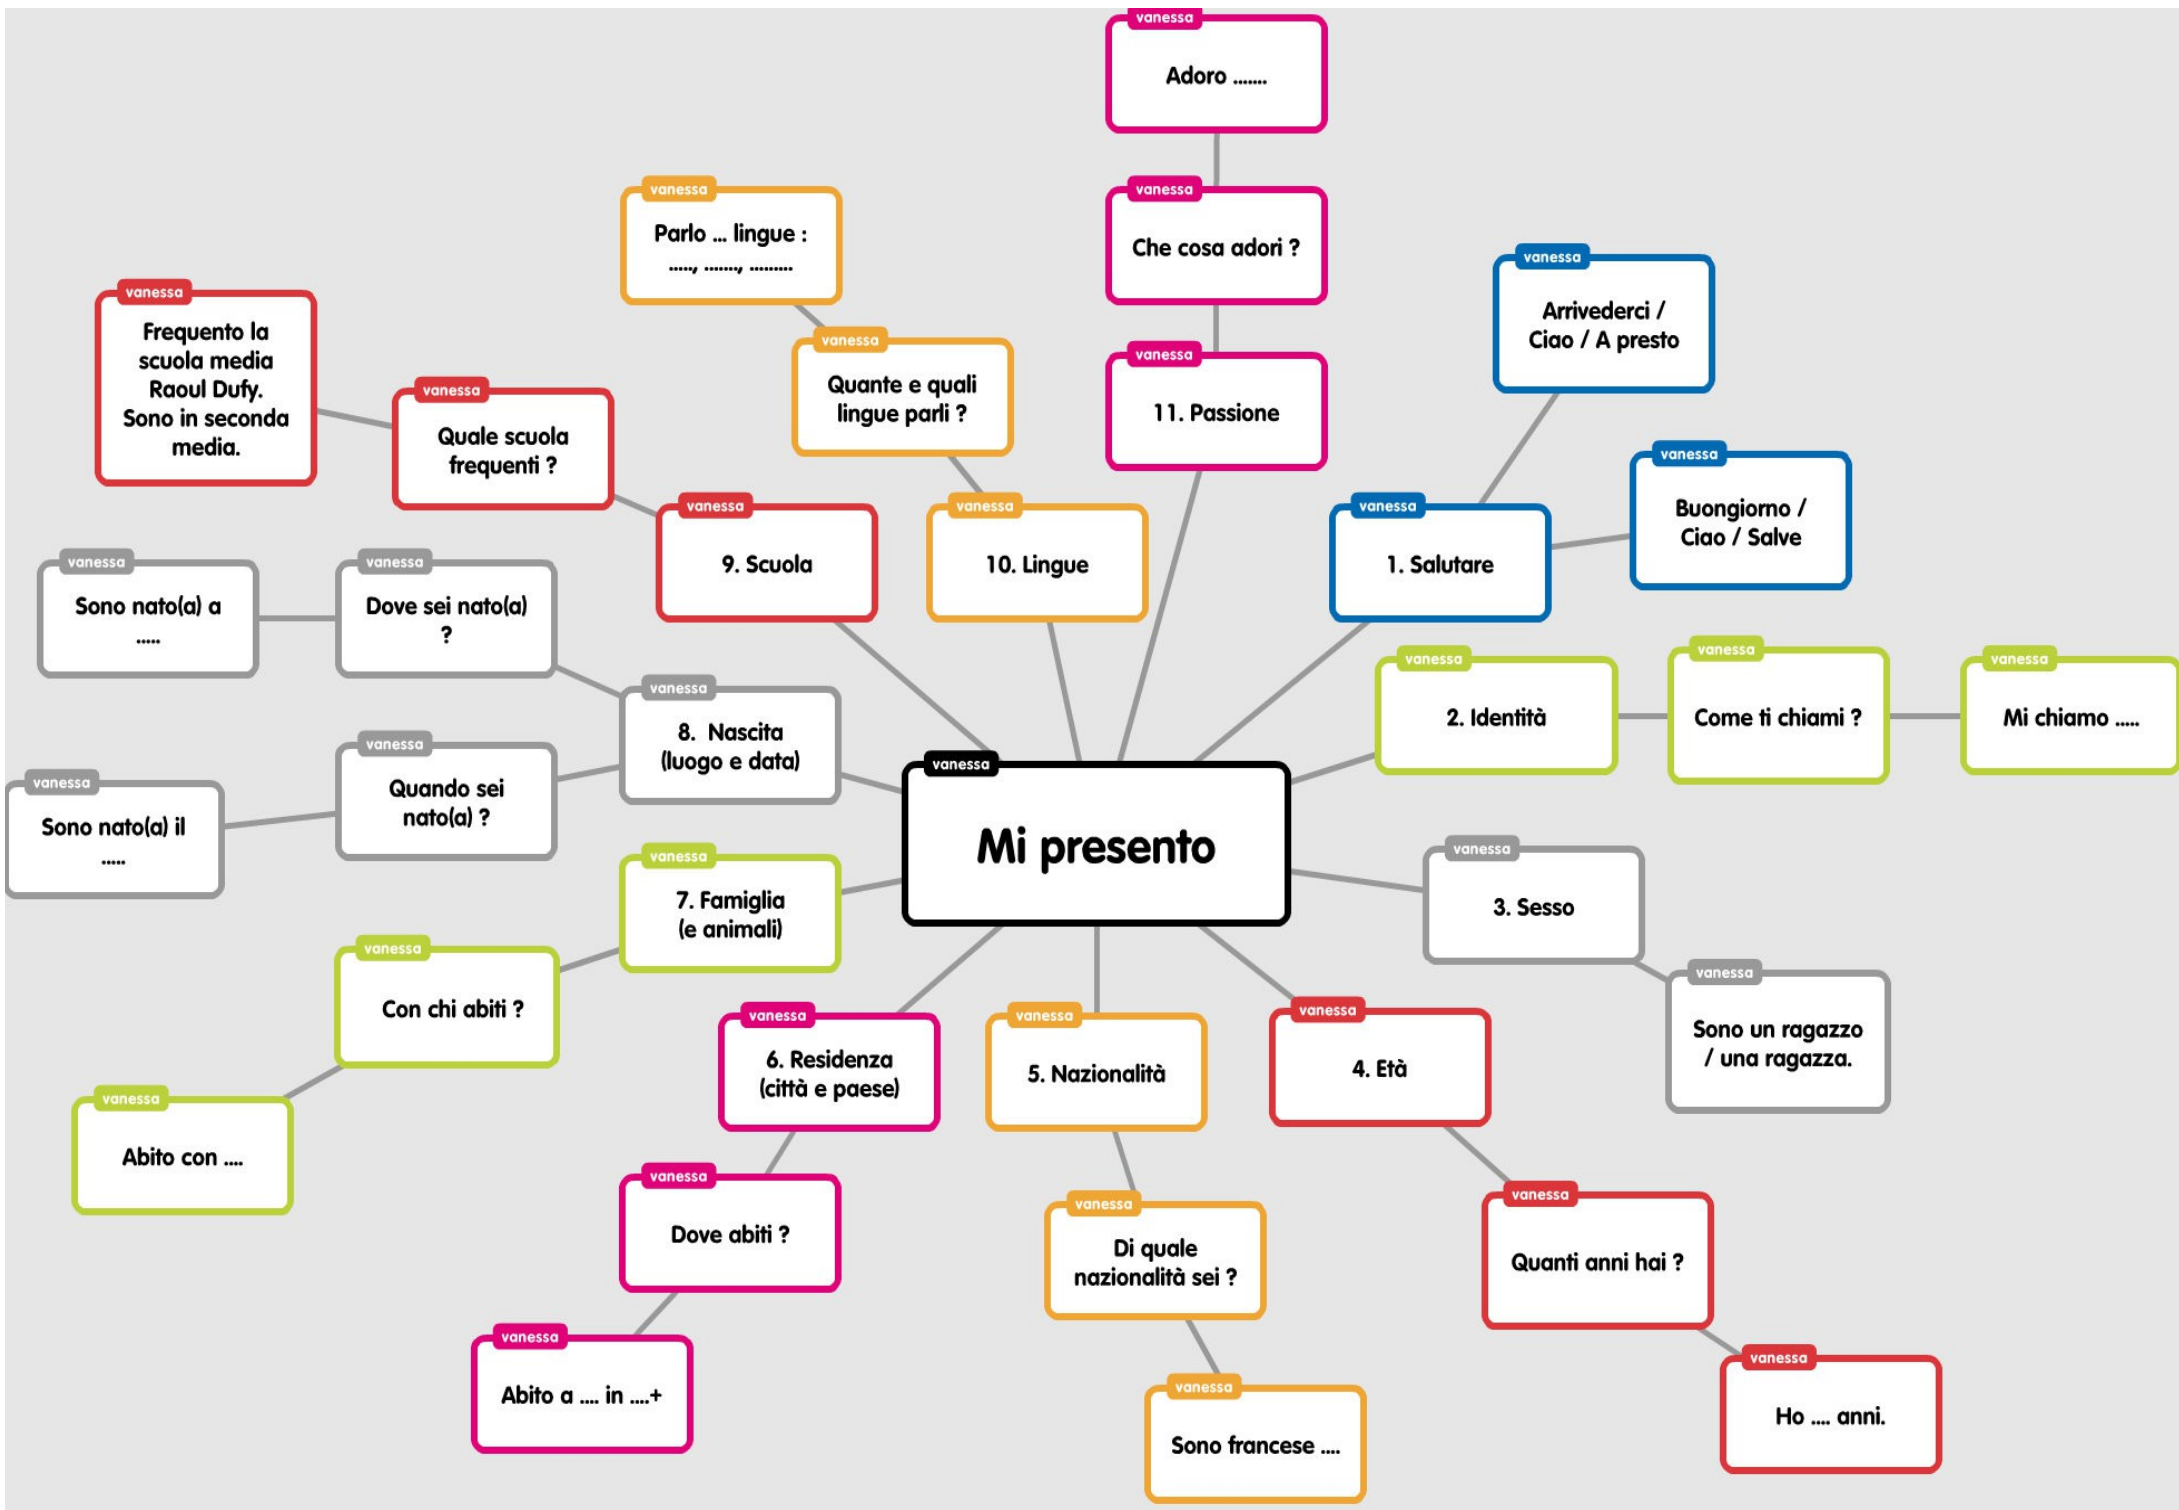 vanessa
Mi presento
vanessa
1. Salutare
vanessa
Arrivederci /
Ciao / A presto
vanessa
Buongiorno /
Ciao / Salve
vanessa
2. Identità
vanessa
Come ti chiami ?
vanessa
Mi chiamo .....
vanessa
3. Sesso
vanessa
Sono un ragazzo
/ una ragazza.
vanessa
4. Età
vanessa
Quanti anni hai ?
vanessa
Ho .... anni.
vanessa
5. Nazionalità
vanessa
Di quale
nazionalità sei ?
vanessa
Sono francese ....
vanessa
6. Residenza
(città e paese)
vanessa
Dove abiti ?
vanessa
Abito a .... in ....+
vanessa
7. Famiglia
(e animali)
vanessa
Con chi abiti ?
vanessa
Abito con ....
vanessa
8. Nascita
(luogo e data)
vanessa
Dove sei nato(a)
?
vanessa
Sono nato(a) a
.....
vanessa
Quando sei
nato(a) ?
vanessa
Sono nato(a) il
.....
vanessa
9. Scuola
vanessa
Quale scuola
frequenti ?
vanessa
Frequento la
scuola media
Raoul Dufy.
Sono in seconda
media.
vanessa
10. Lingue
vanessa
Quante e quali
lingue parli ?
vanessa
Parlo ... lingue :
....., ......., .........
vanessa
11. Passione
vanessa
Che cosa adori ?
vanessa
Adoro .......